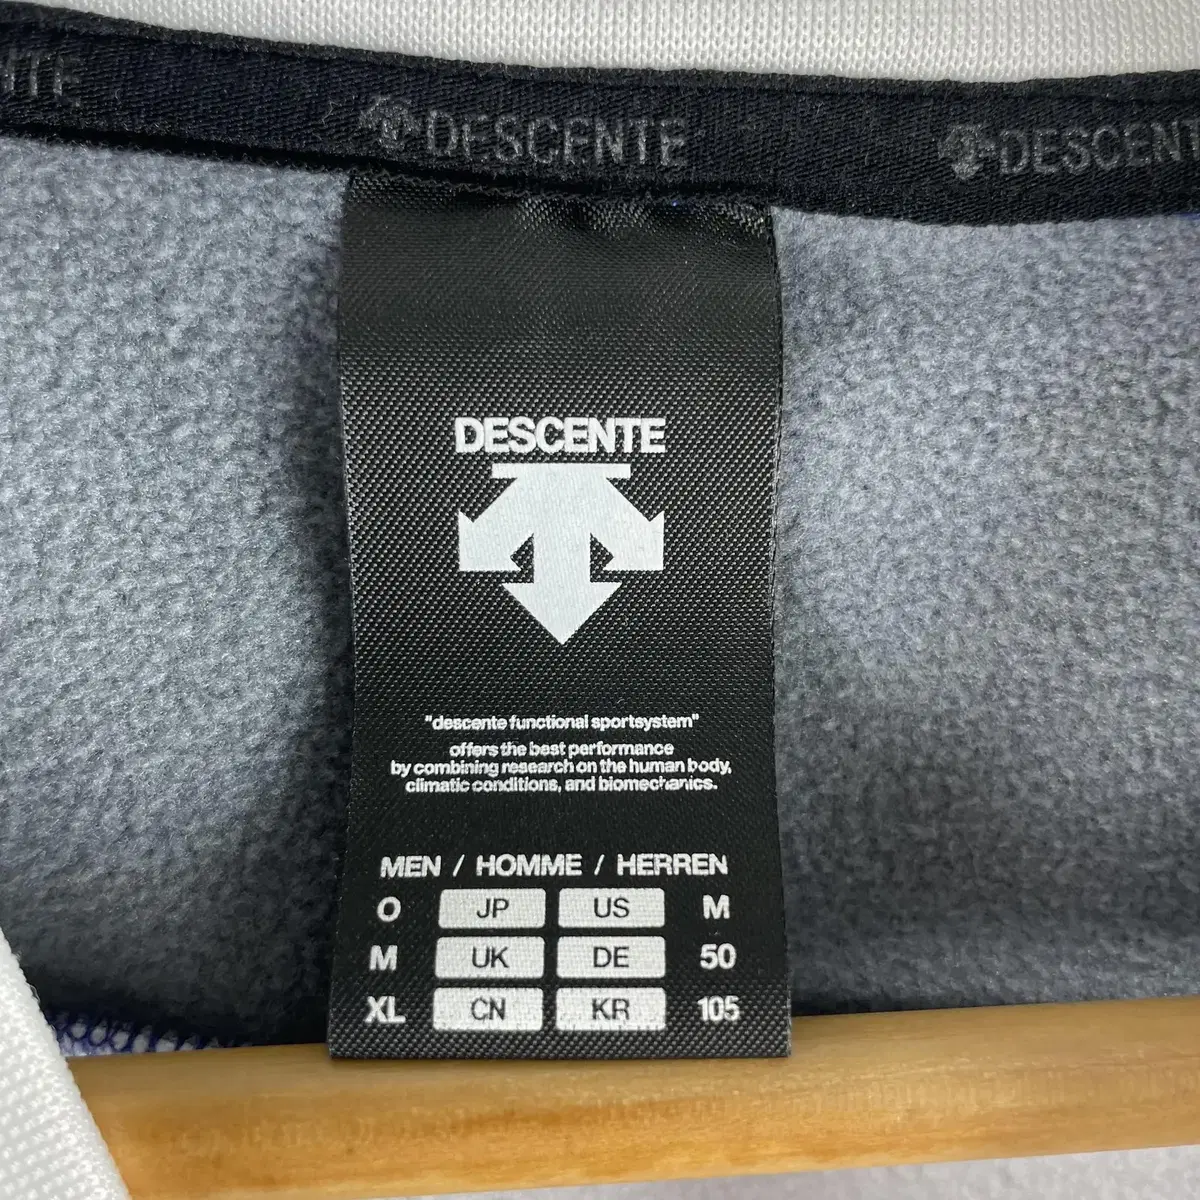 NTE DESCENTE DESCENT
DESCENTE
"descente functional sportsystem"
offers the best performance
by combining research on the human body,
climatic conditions, and biomechanics.
MEN / HOMME / HERREN
O JP US M
M UK DE 50
XL CN KR 105